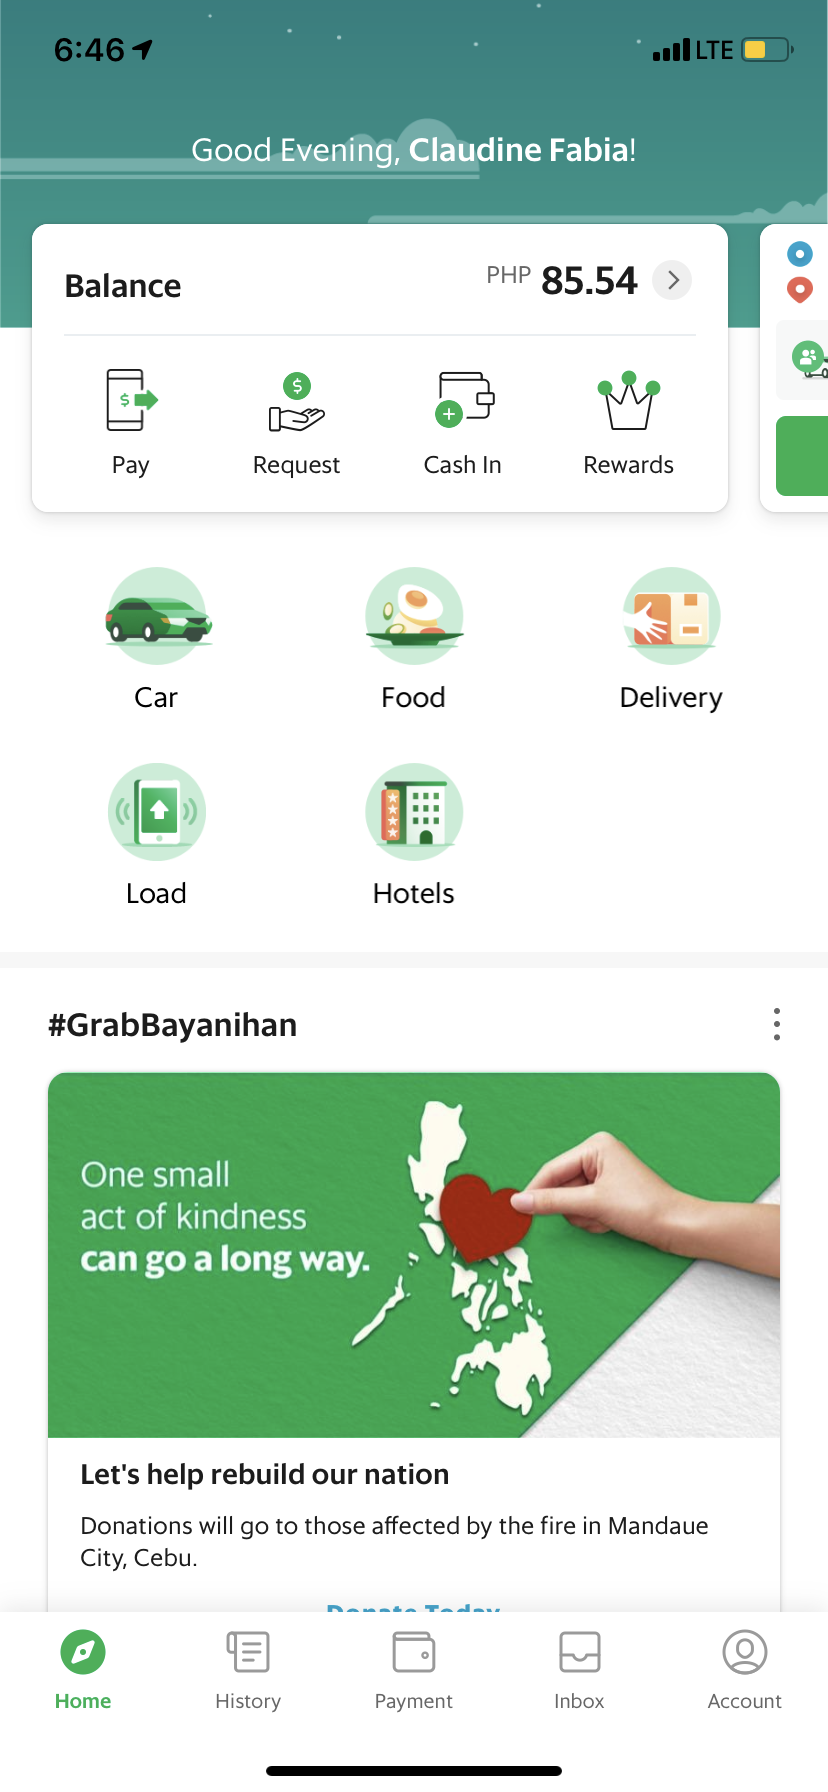 6:46
LTE
Good Evening, Claudine Fabia!
Balance
PHP 85.54
Pay
Request
Cash In
Rewards
Car
Food
Delivery
Load
Hotels
#GrabBayanihan
One small
act of kindness
can go a long way.
Let's help rebuild our nation
Donations will go to those affected by the fire in Mandaue
City, Cebu.
Donate Today
Home
History
Payment
Inbox
Account